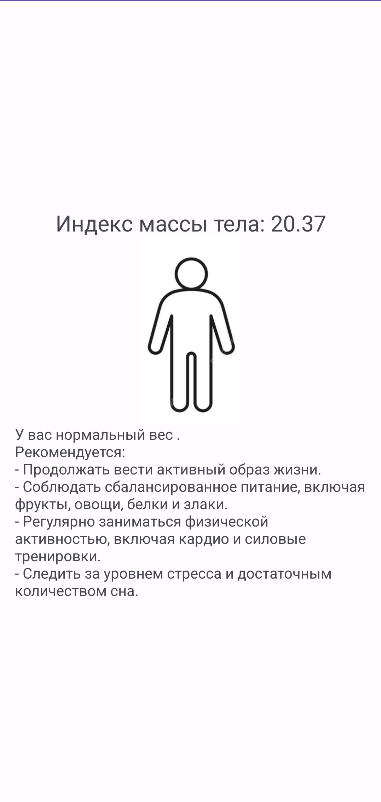 Индекс массы тела: 20.37
У вас нормальный вес .
Рекомендуется:
- Продолжать вести активный образ жизни.
- Соблюдать сбалансированное питание, включая
фрукты, овощи, белки и злаки.
- Регулярно заниматься физической
активностью, включая кардио и силовые
тренировки.
- Следить за уровнем стресса и достаточным
количеством сна.